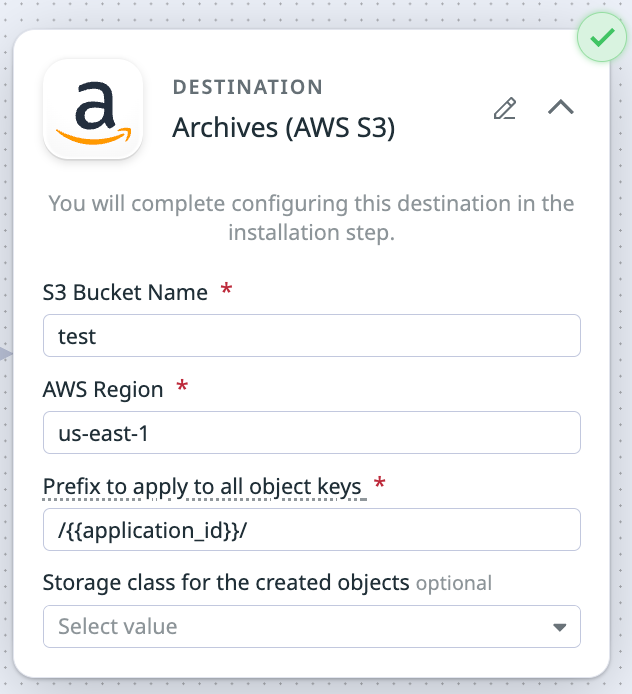 a
DESTINATION
Archives (AWS S3)
You will complete configuring this destination in the
installation step.
S3 Bucket Name *
test
AWS Region *
us-east-1
Prefix to apply to all object keys *
/{{application_id}}/
Storage class for the created objects optional
Select value